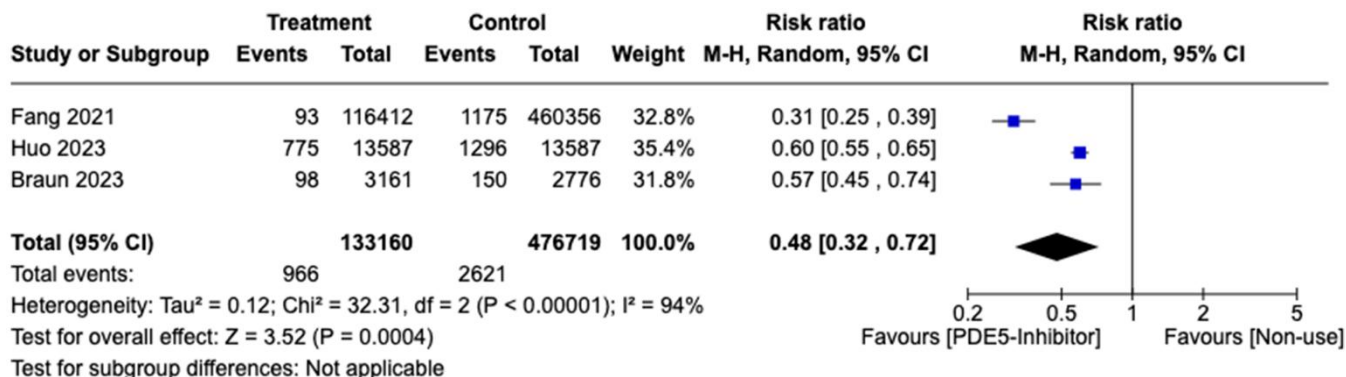 Treatment Control Risk ratio Risk ratio
Study or Subgroup Events Total Events Total Weight M-H, Random, 95% CI M-H, Random, 95% CI
Fang 2021 93 116412 1175 460356 32.8% 0.31 [0.25 , 0.39]
Huo 2023 775 13587 1296 13587 35.4% 0.60 [0.55 , 0.65]
Braun 2023 98 3161 150 2776 31.8% 0.57 [0.45 , 0.74]
Total (95% CI) 133160 476719 100.0% 0.48 [0.32 , 0.72]
Total events: 966 2621
Heterogeneity: Tau² = 0.12; Chi² = 32.31, df = 2 (P < 0.00001); I² = 94%
0.2 0.5 1 2 5
Test for overall effect: Z = 3.52 (P = 0.0004)
Favours [PDE5-Inhibitor] Favours [Non-use]
Test for subgroup differences: Not applicable